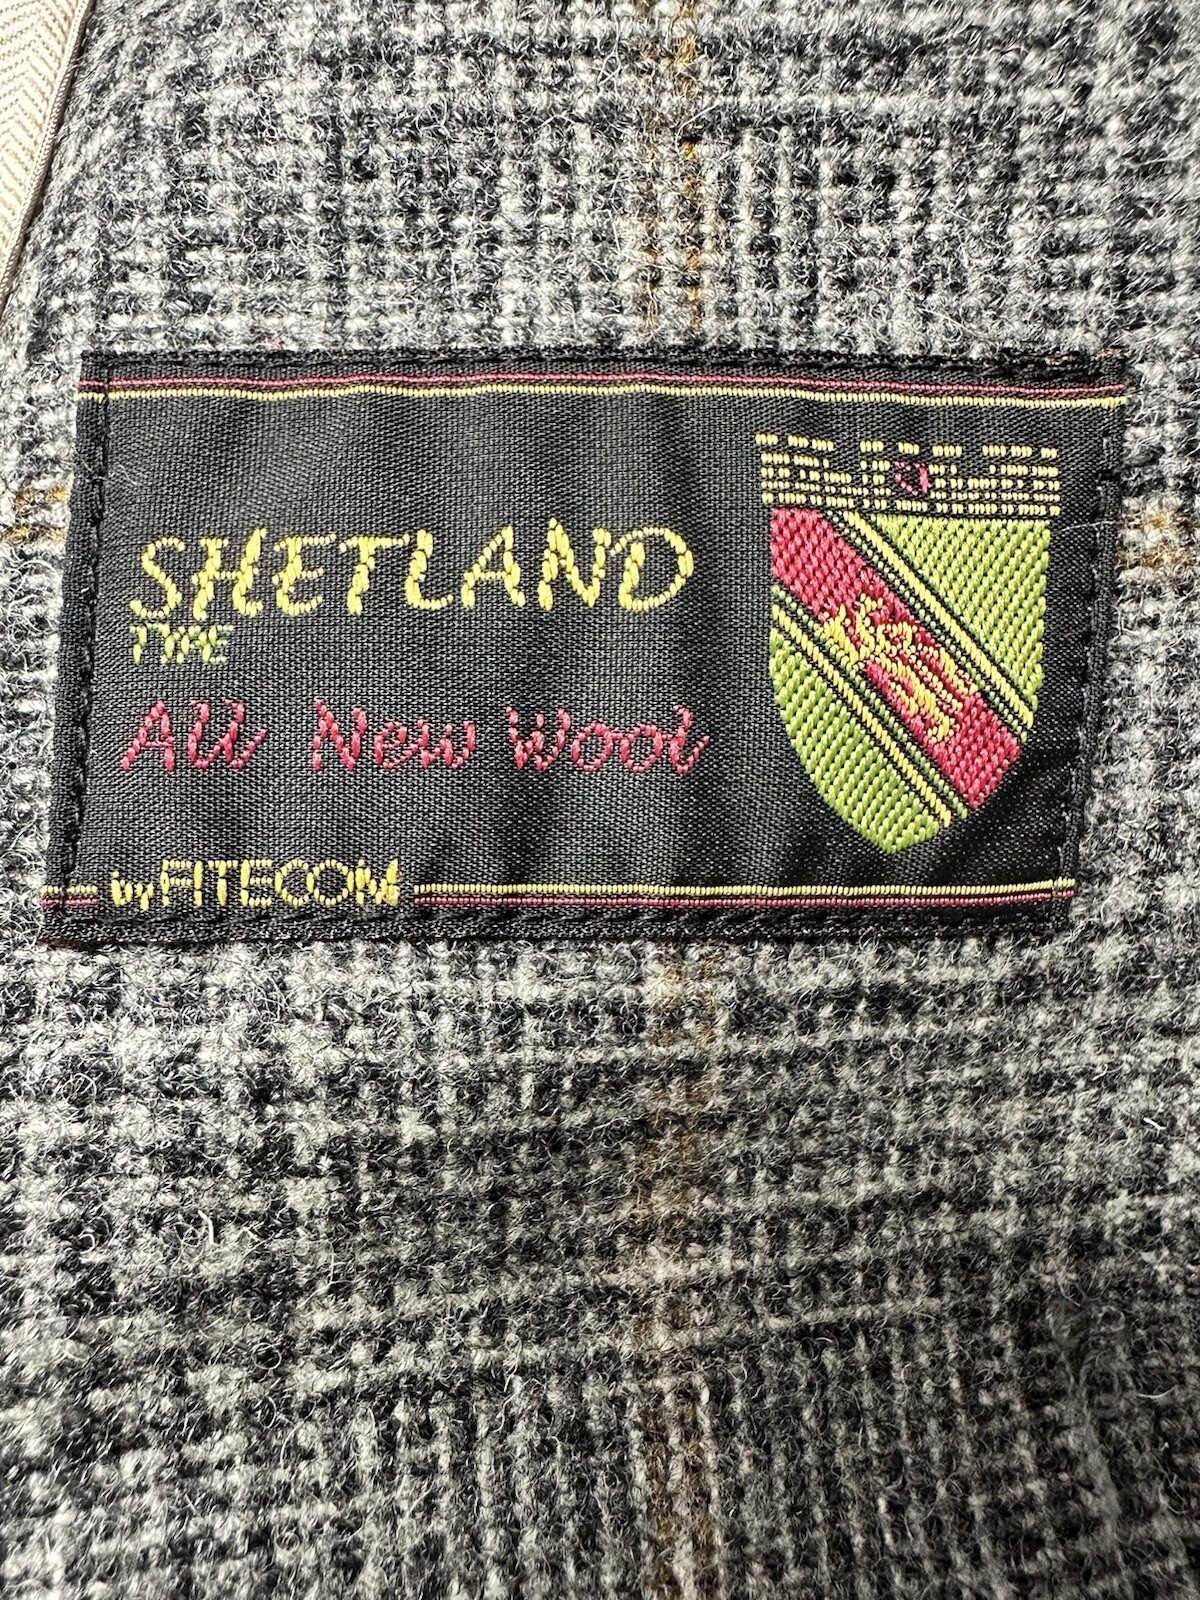 SHETLAND
TYPE
All New Wool
by FITECOM